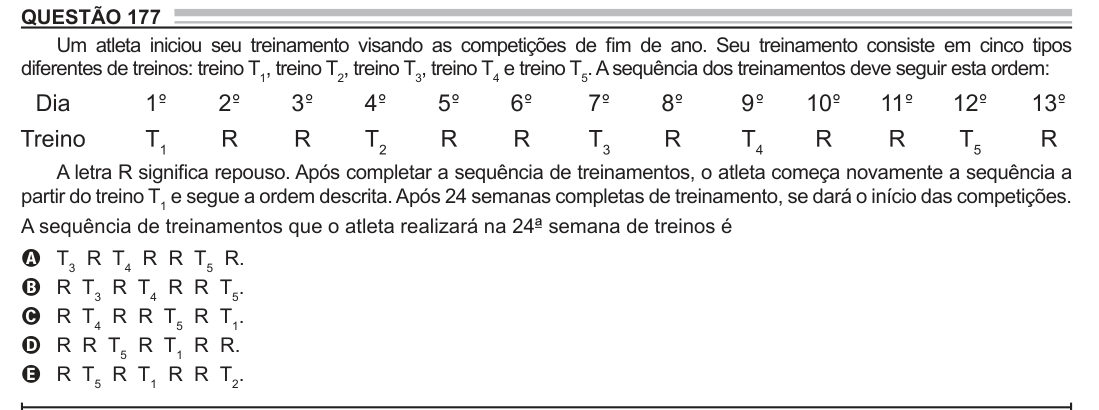 QUESTÃO 177
Um atleta iniciou seu treinamento visando as competições de fim de ano. Seu treinamento consiste em cinco tipos
diferentes de treinos: treino T₁, treino T₂, treino T₃, treino T₄ e treino T₅. A sequência dos treinamentos deve seguir esta ordem:
Dia 1º 2º 3º 4º 5º 6º 7º 8º 9º 10º 11º 12º 13º
Treino T₁ R R T₂ R R T₃ R T₄ R R T₅ R
A letra R significa repouso. Após completar a sequência de treinamentos, o atleta começa novamente a sequência a
partir do treino T₁ e segue a ordem descrita. Após 24 semanas completas de treinamento, se dará o início das competições.
A sequência de treinamentos que o atleta realizará na 24ª semana de treinos é
A T₃ R T₄ R R T₅ R.
B R T₃ R T₄ R R T₅.
C R T₄ R R T₅ R T₁.
D R R T₅ R T₁ R R.
E R T₅ R T₁ R R T₂.